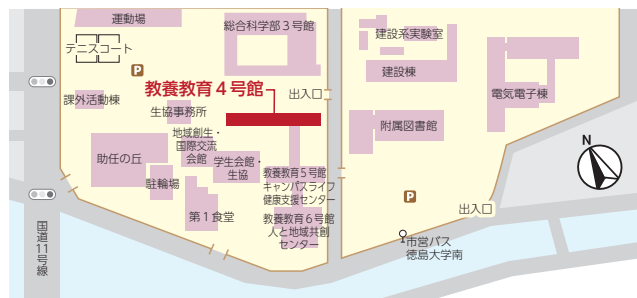 運動場
テニスコート
P
課外活動棟
総合科学部3号館
教養教育4号館
出入口
生協事務所
地域創生・
国際交流
会館
助任の丘
駐輪場
学生会館・
生協
第1食堂
教養教育5号館
キャンパスライフ
健康支援センター
教養教育6号館
人と地域共創
センター
国道11号線
建設系実験室
建設棟
電気電子棟
附属図書館
P
N
出入口
市営バス
徳島大学南